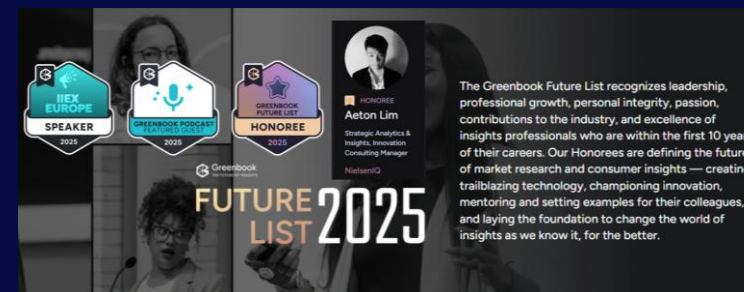 IIEX
EUROPE
SPEAKER
2025
GREENBOOK PODCAST
FEATURED GUEST
2025
GREENBOOK
FUTURE LIST
HONOREE
2025
HONOREE
Aeton Lim
Strategic Analytics &
Insights, Innovation
Consulting Manager
NielsenIQ
Greenbook
THE FUTURE OF INSIGHTS
FUTURE
LIST
2025
The Greenbook Future List recognizes leadership,
professional growth, personal integrity, passion,
contributions to the industry, and excellence of
insights professionals who are within the first 10 year
of their careers. Our Honorees are defining the future
of market research and consumer insights — creatin
trailblazing technology, championing innovation,
mentoring and setting examples for their colleagues,
and laying the foundation to change the world of
insights as we know it, for the better.